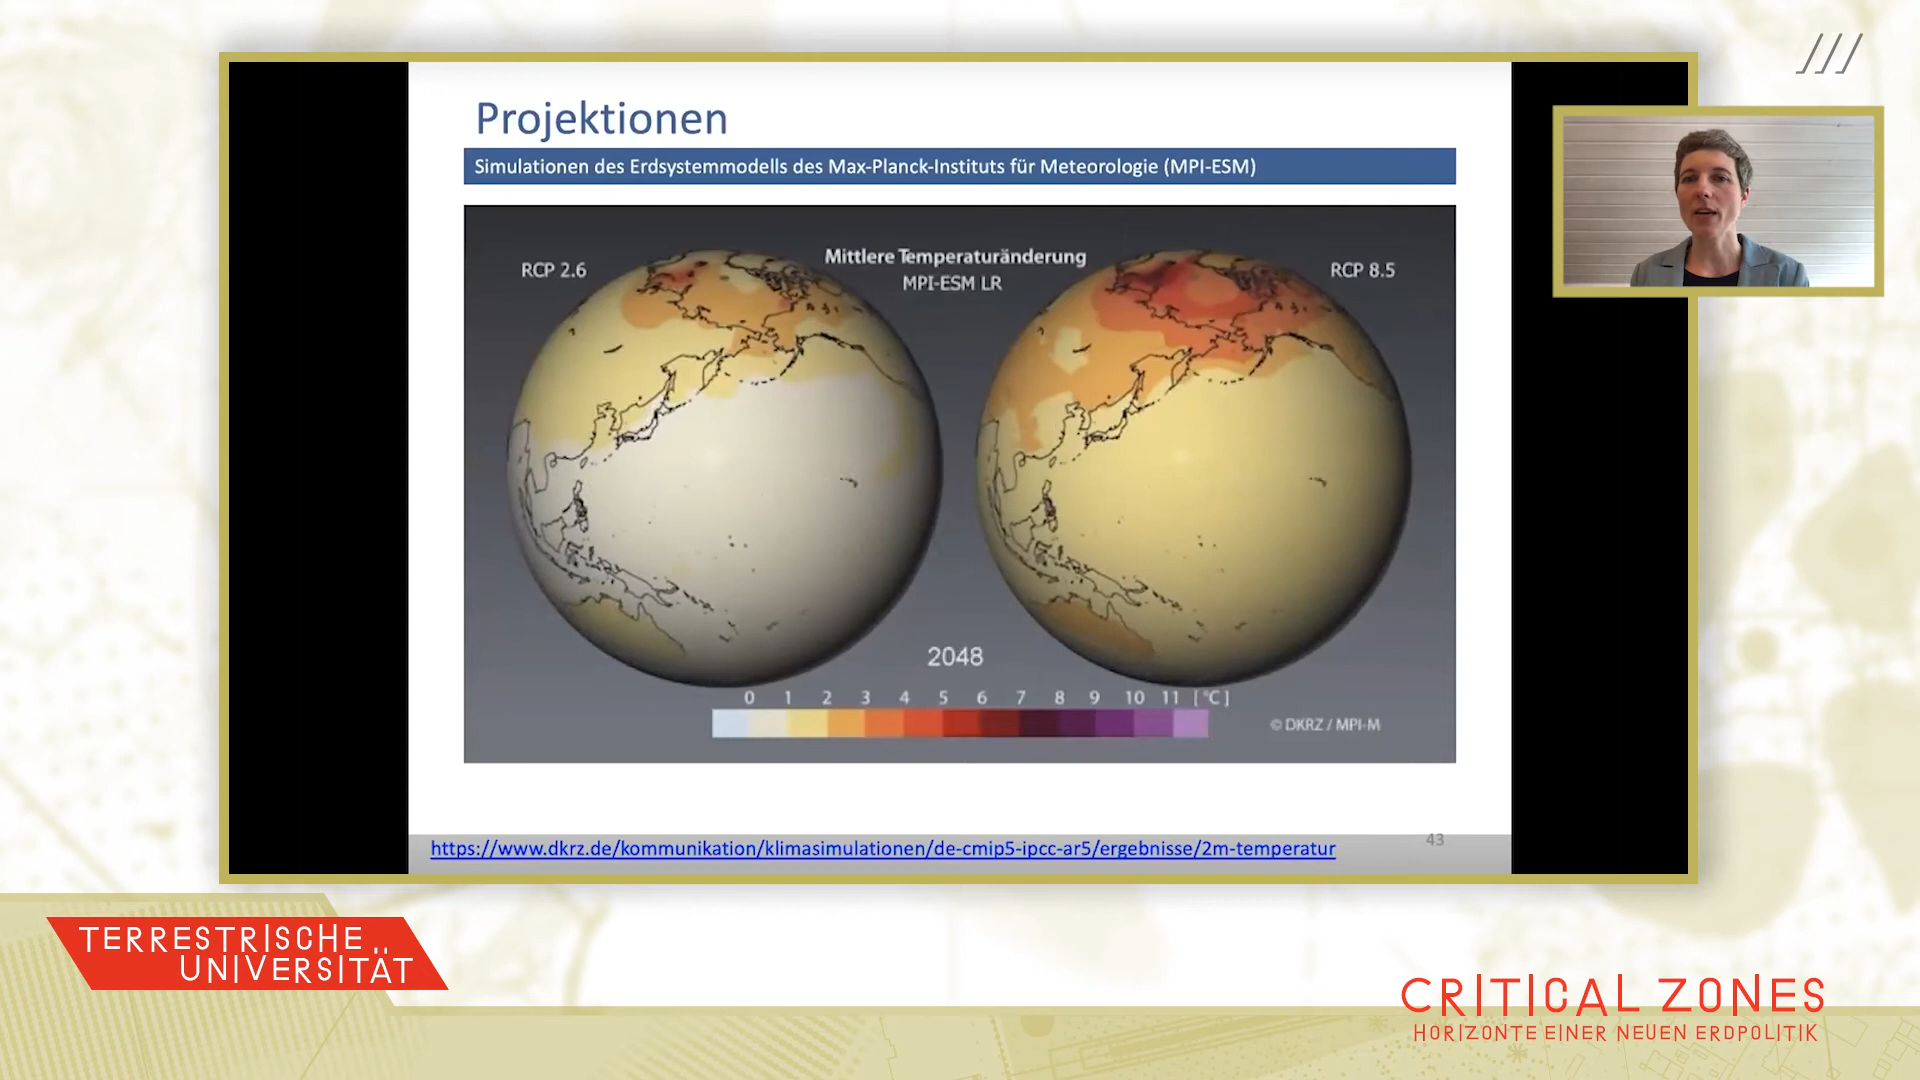 Projektionen
Simulationen des Erdsystemmodells des Max-Planck-Instituts für Meteorologie (MPI-ESM)
Mittlere Temperaturänderung
MPI-ESM LR
RCP 2.6
RCP 8.5
2048
0 1 2 3 4 5 6 7 8 9 10 11 [°C]
© DKRZ / MPI-M
https://www.dkrz.de/kommunikation/klimasimulationen/de-cmip5-ipcc-ar5/ergebnisse/2m-temperatur
43
TERRESTRISCHE
UNIVERSITÄT
CRITICAL ZONES
HORIZONTE EINER NEUEN ERDPOLITIK